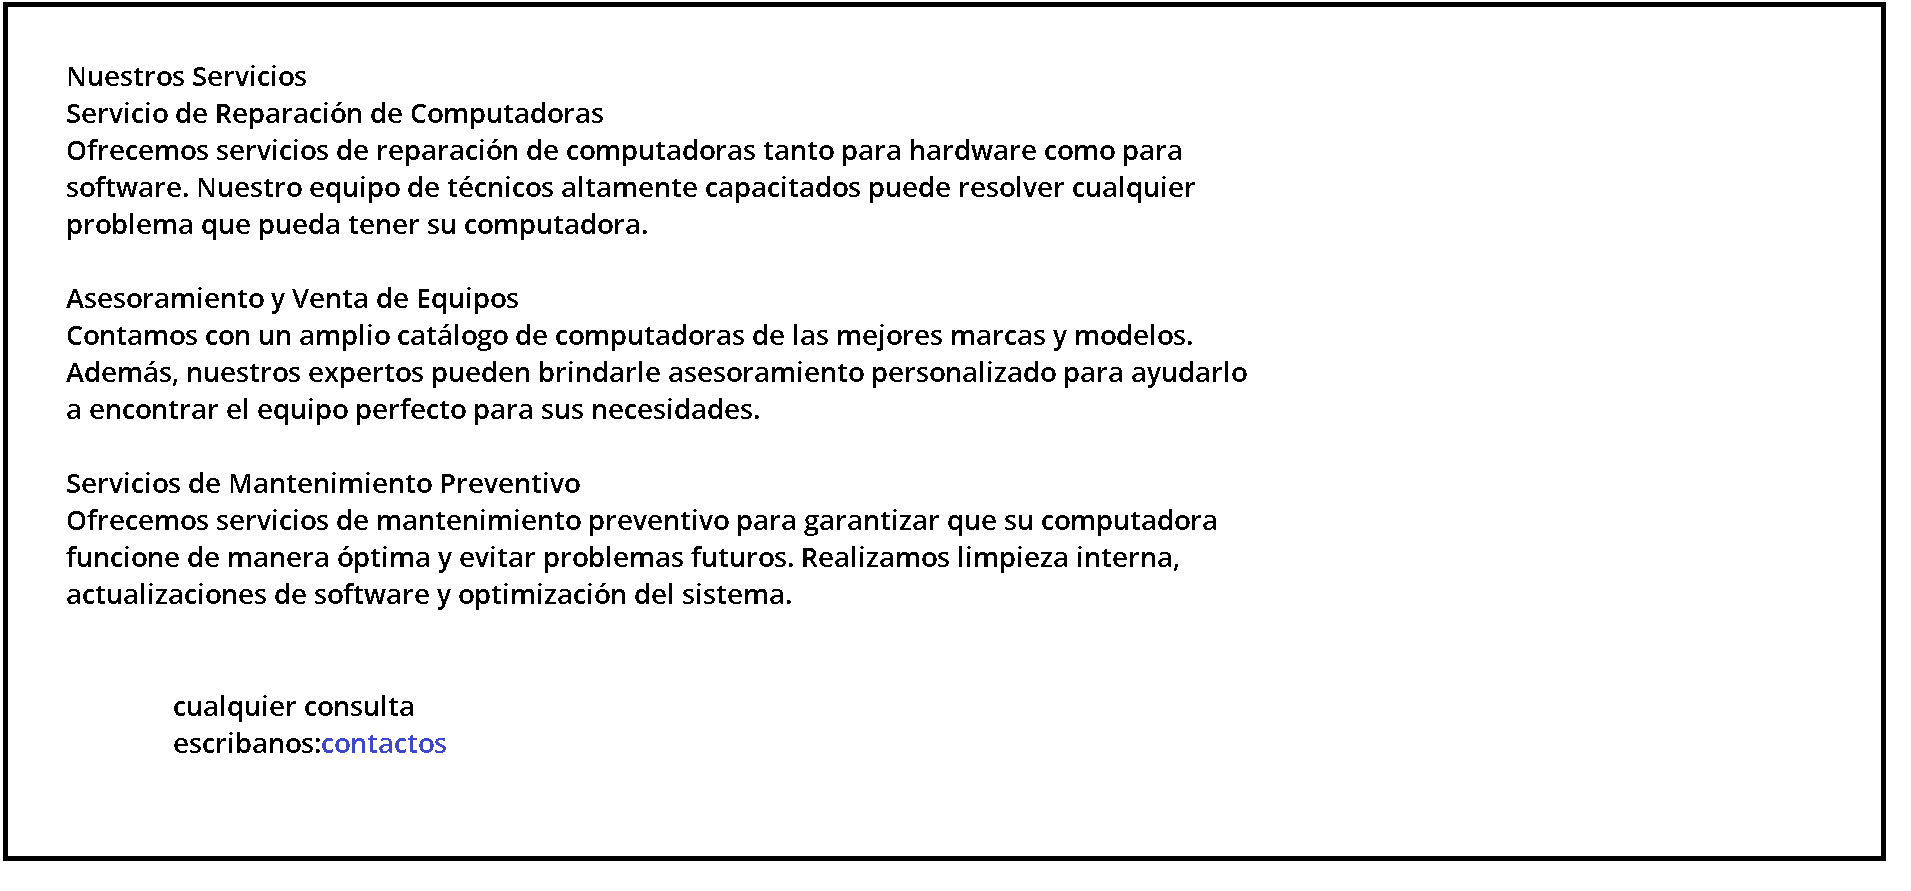 Nuestros Servicios
Servicio de Reparación de Computadoras
Ofrecemos servicios de reparación de computadoras tanto para hardware como para
software. Nuestro equipo de técnicos altamente capacitados puede resolver cualquier
problema que pueda tener su computadora.
Asesoramiento y Venta de Equipos
Contamos con un amplio catálogo de computadoras de las mejores marcas y modelos.
Además, nuestros expertos pueden brindarle asesoramiento personalizado para ayudarlo
a encontrar el equipo perfecto para sus necesidades.
Servicios de Mantenimiento Preventivo
Ofrecemos servicios de mantenimiento preventivo para garantizar que su computadora
funcione de manera óptima y evitar problemas futuros. Realizamos limpieza interna,
actualizaciones de software y optimización del sistema.
cualquier consulta
escribanos:contactos